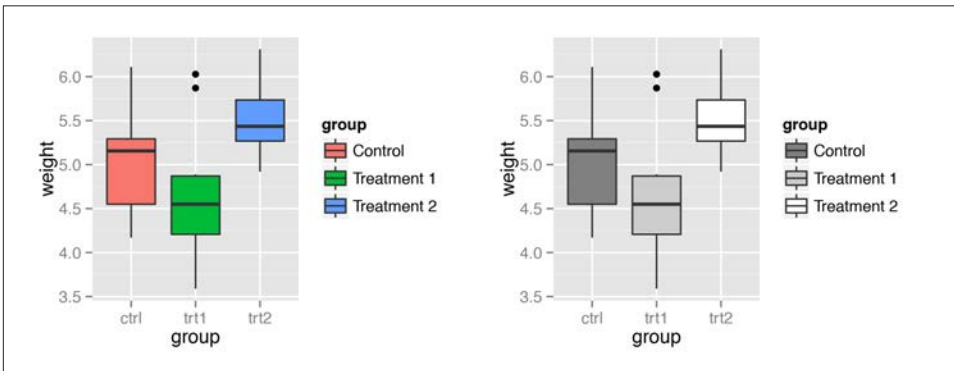 6.0
5.5
5.0
4.5
4.0
3.5
weight
ctrl trt1 trt2
group
group
Control
Treatment 1
Treatment 2
6.0
5.5
5.0
4.5
4.0
3.5
weight
ctrl trt1 trt2
group
group
Control
Treatment 1
Treatment 2